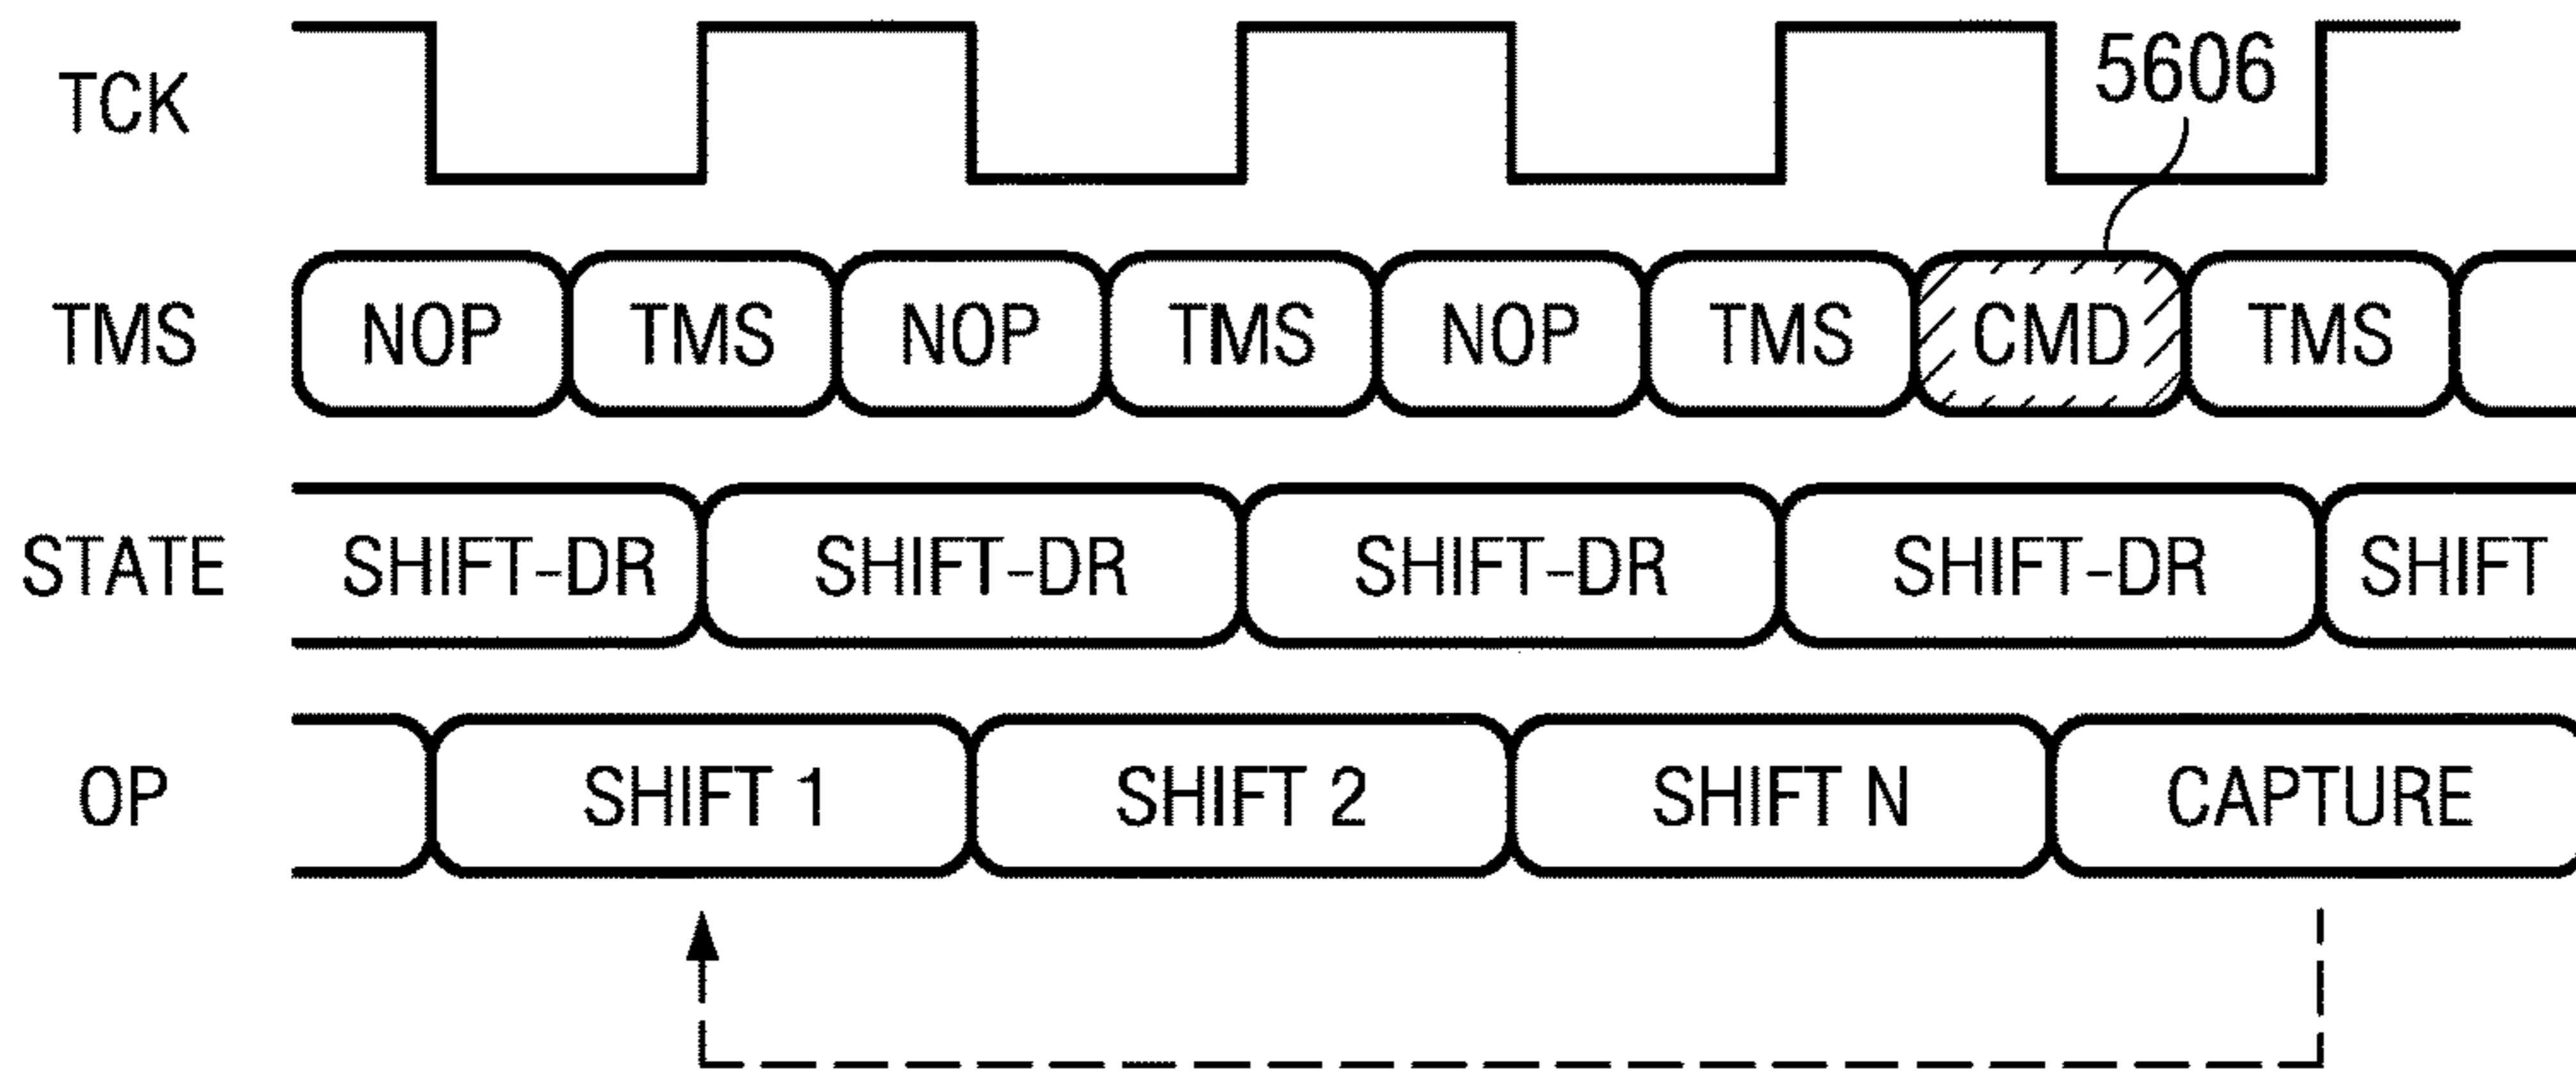 TCK 5606
TMS NOP TMS NOP TMS NOP TMS CMD TMS
STATE SHIFT-DR SHIFT-DR SHIFT-DR SHIFT-DR SHIFT
OP SHIFT 1 SHIFT 2 SHIFT N CAPTURE